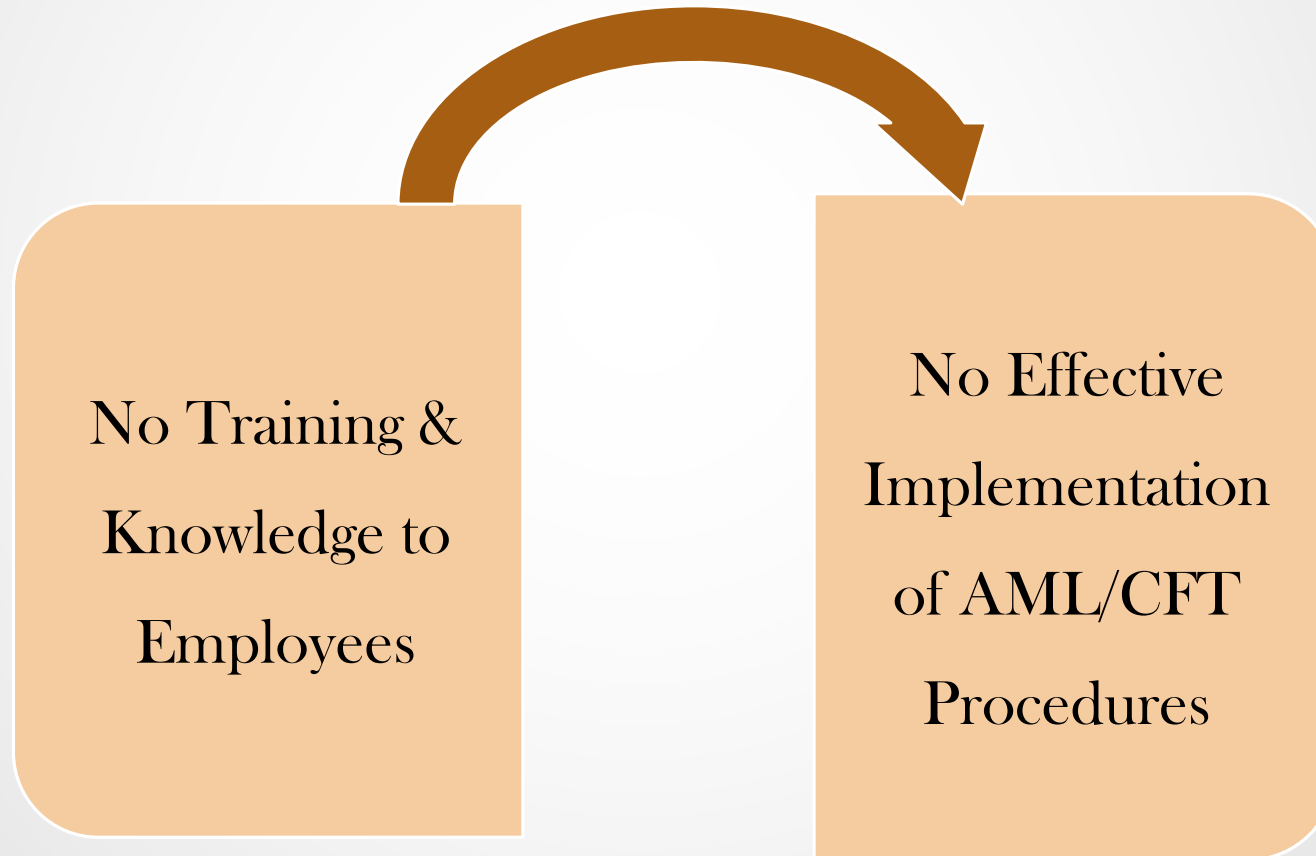 No Training &
Knowledge to
Employees
No Effective
Implementation
of AML/CFT
Procedures